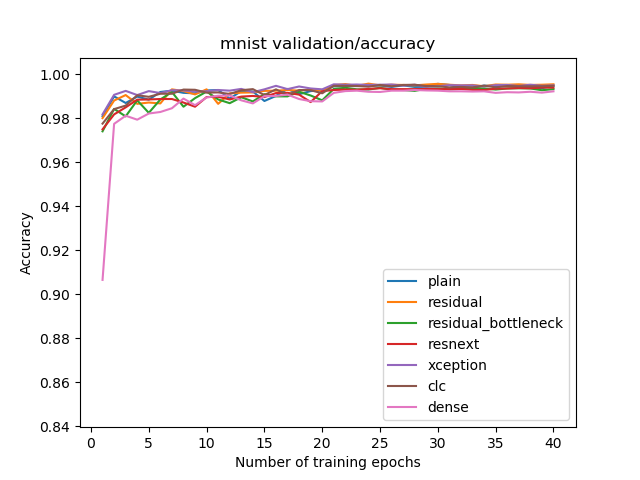 mnist validation/accuracy
1.00
0.98
0.96
0.94
0.92
0.90
0.88
0.86
0.84
Accuracy
plain
residual
residual_bottleneck
resnext
xception
clc
dense
0 5 10 15 20 25 30 35 40
Number of training epochs